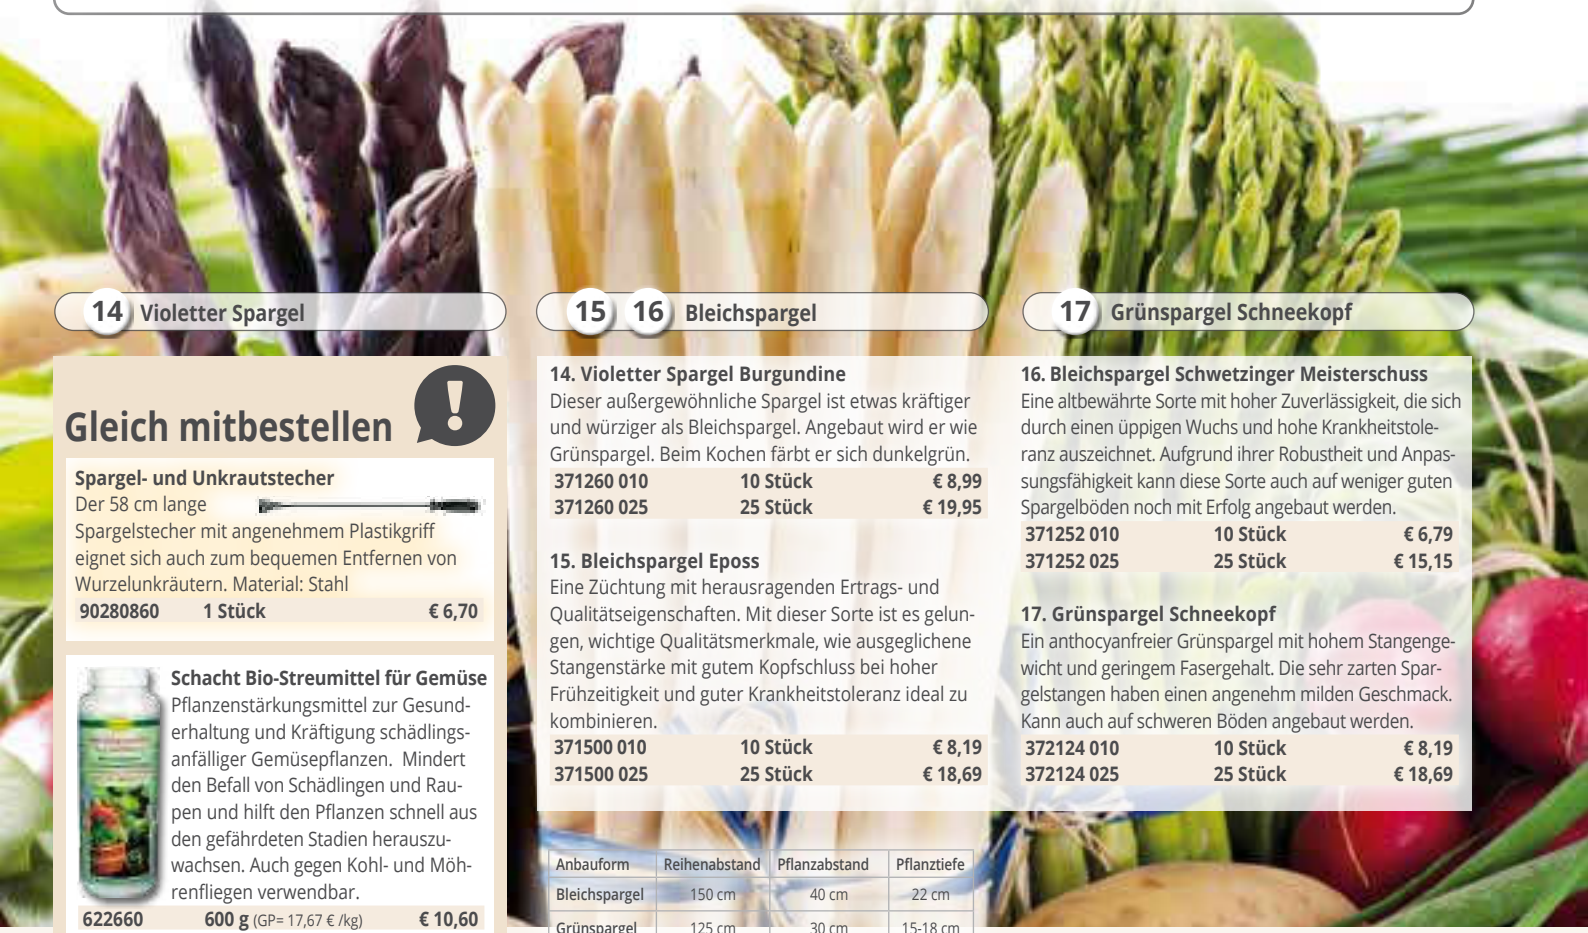 14 Violetter Spargel
15 16 Bleichspargel
17 Grünspargel Schneekopf
Gleich mitbestellen !
Spargel- und Unkrautstecher
Der 58 cm lange
Spargelstecher mit angenehmem Plastikgriff
eignet sich auch zum bequemen Entfernen von
Wurzelunkräutern. Material: Stahl
90280860 1 Stück € 6,70
Schacht Bio-Streumittel für Gemüse
Pflanzenstärkungsmittel zur Gesund-
erhaltung und Kräftigung schädlings-
anfälliger Gemüsepflanzen. Mindert
den Befall von Schädlingen und Rau-
pen und hilft den Pflanzen schnell aus
den gefährdeten Stadien herauszu-
wachsen. Auch gegen Kohl- und Möh-
renfliegen verwendbar.
622660 600 g (GP= 17,67 € /kg) € 10,60
14. Violetter Spargel Burgundine
Dieser außergewöhnliche Spargel ist etwas kräftiger
und würziger als Bleichspargel. Angebaut wird er wie
Grünspargel. Beim Kochen färbt er sich dunkelgrün.
371260 010 10 Stück € 8,99
371260 025 25 Stück € 19,95
15. Bleichspargel Eposs
Eine Züchtung mit herausragenden Ertrags- und
Qualitätseigenschaften. Mit dieser Sorte ist es gelun-
gen, wichtige Qualitätsmerkmale, wie ausgeglichene
Stangenstärke mit gutem Kopfschluss bei hoher
Frühzeitigkeit und guter Krankheitstoleranz ideal zu
kombinieren.
371500 010 10 Stück € 8,19
371500 025 25 Stück € 18,69
16. Bleichspargel Schwetzinger Meisterschuss
Eine altbewährte Sorte mit hoher Zuverlässigkeit, die sich
durch einen üppigen Wuchs und hohe Krankheitstole-
ranz auszeichnet. Aufgrund ihrer Robustheit und Anpas-
sungsfähigkeit kann diese Sorte auch auf weniger guten
Spargelböden noch mit Erfolg angebaut werden.
371252 010 10 Stück € 6,79
371252 025 25 Stück € 15,15
17. Grünspargel Schneekopf
Ein anthocyanfreier Grünspargel mit hohem Stangenge-
wicht und geringem Fasergehalt. Die sehr zarten Spar-
gelstangen haben einen angenehm milden Geschmack.
Kann auch auf schweren Böden angebaut werden.
372124 010 10 Stück € 8,19
372124 025 25 Stück € 18,69
Anbauform Reihenabstand Pflanzabstand Pflanztiefe
Bleichspargel 150 cm 40 cm 22 cm
Grünspargel 125 cm 30 cm 15-18 cm